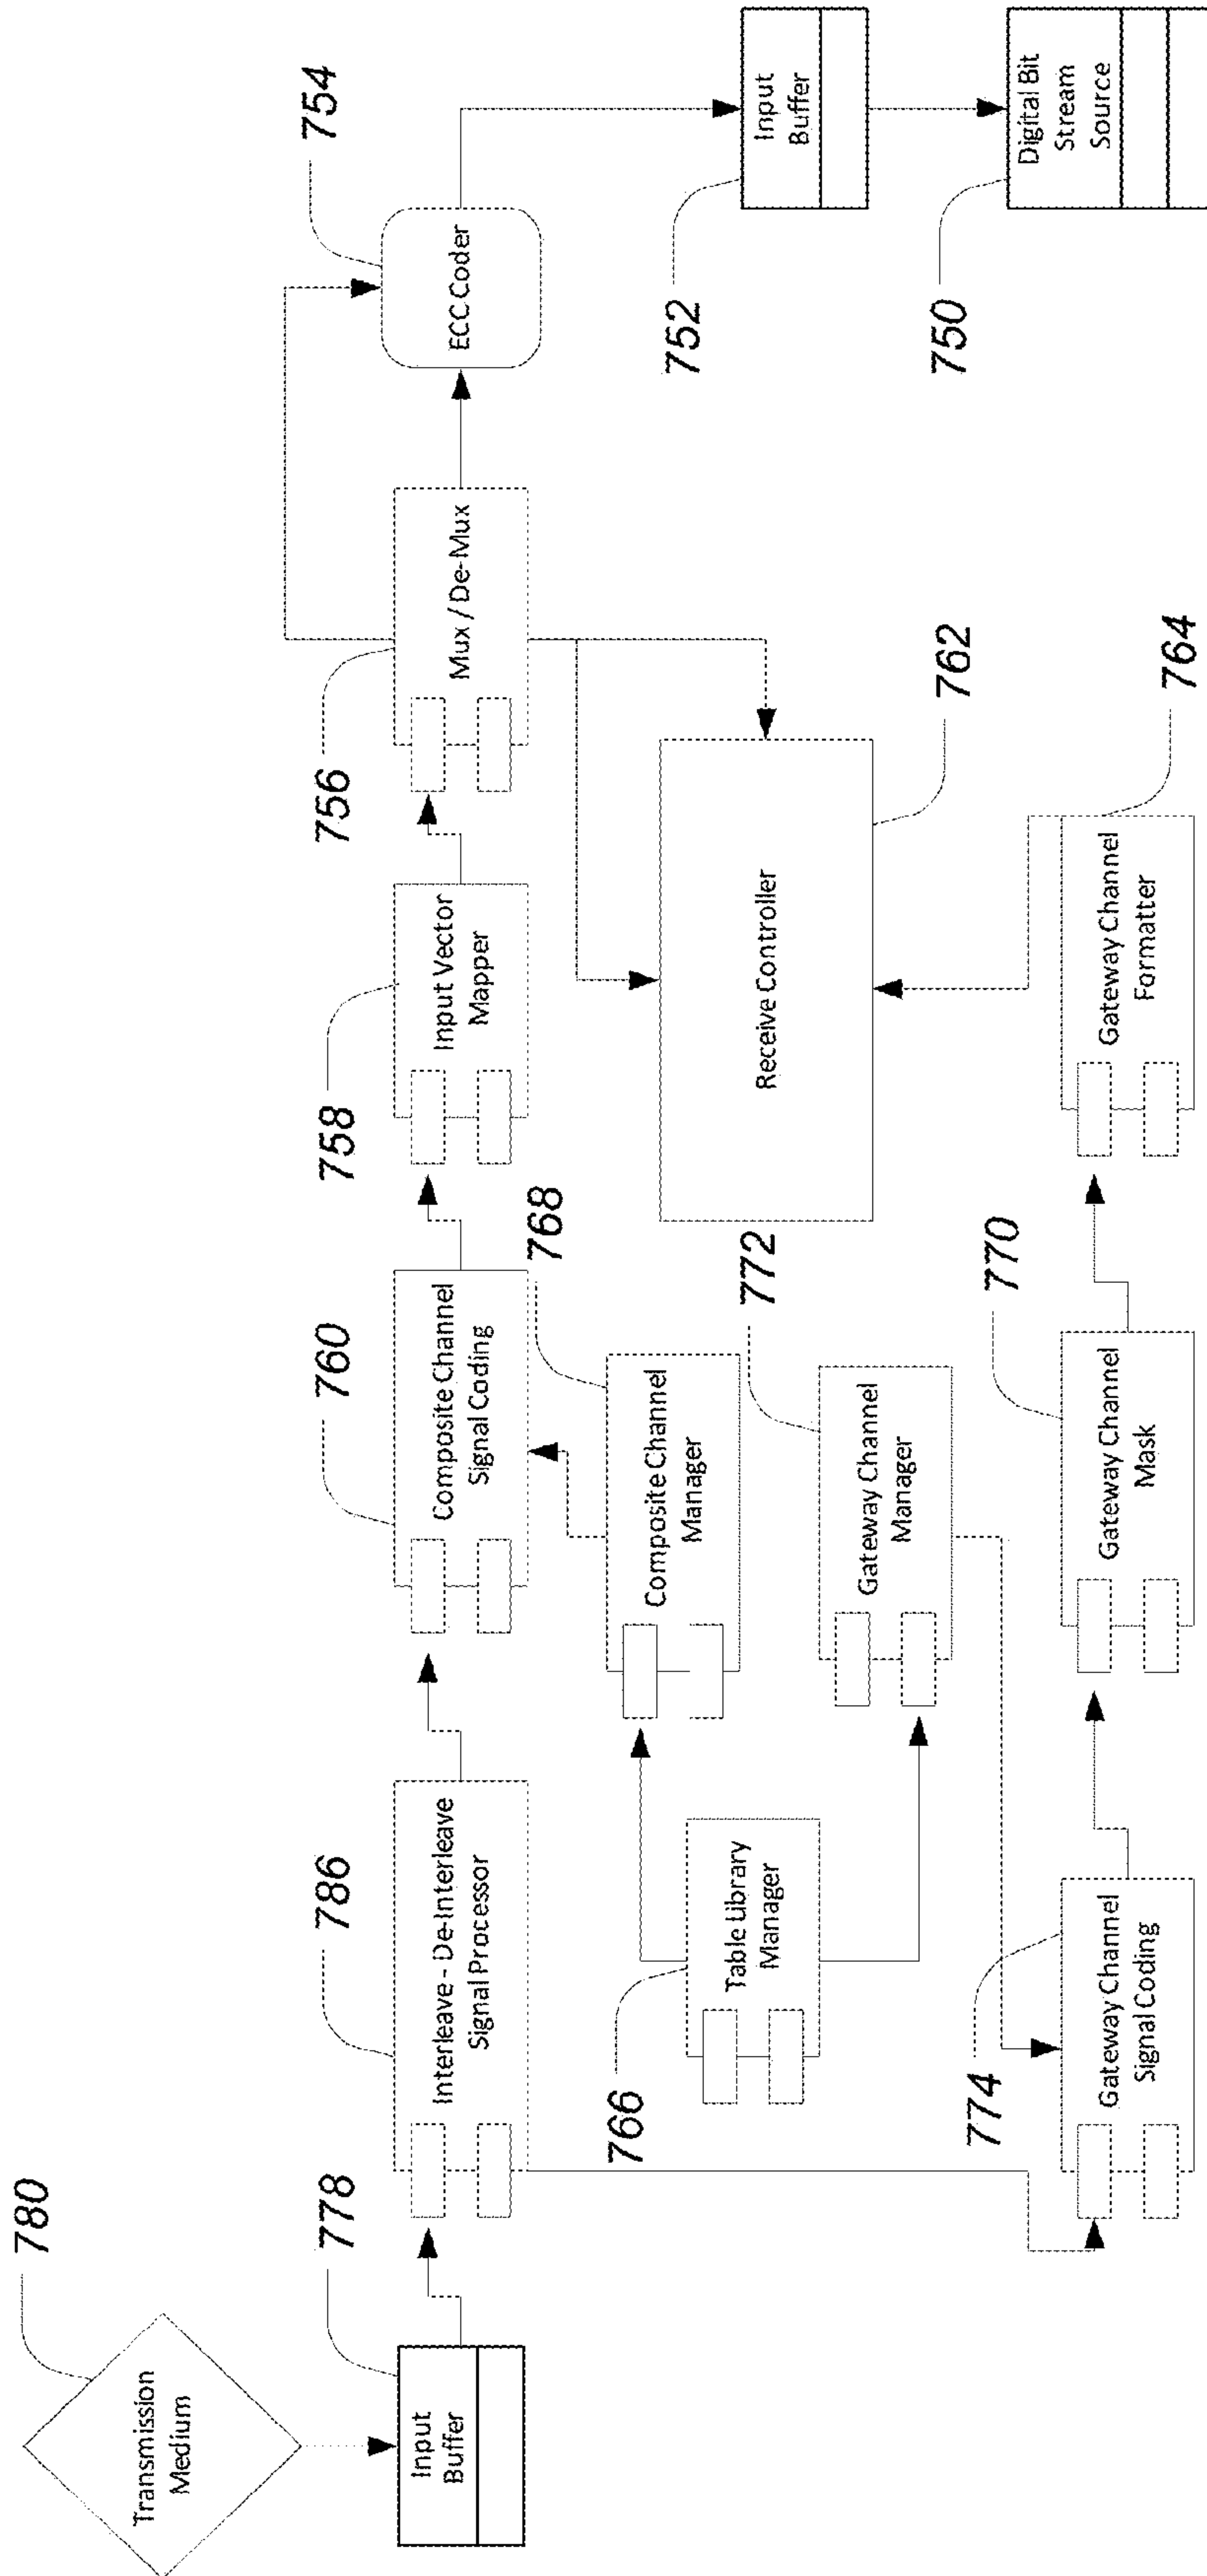 780
Transmission
Medium
778
Input
Buffer
786
Interleave - De-Interleave
Signal Processor
760
Composite Channel
Signal Coding
758
Input Vector
Mapper
756
Mux / De-Mux
754
ECC Coder
752
Input
Buffer
750
Digital Bit
Stream
Source
766
Table Library
Manager
768
Composite Channel
Manager
772
Gateway Channel
Manager
762
Receive Controller
774
Gateway Channel
Signal Coding
770
Gateway Channel
Mask
764
Gateway Channel
Formatter